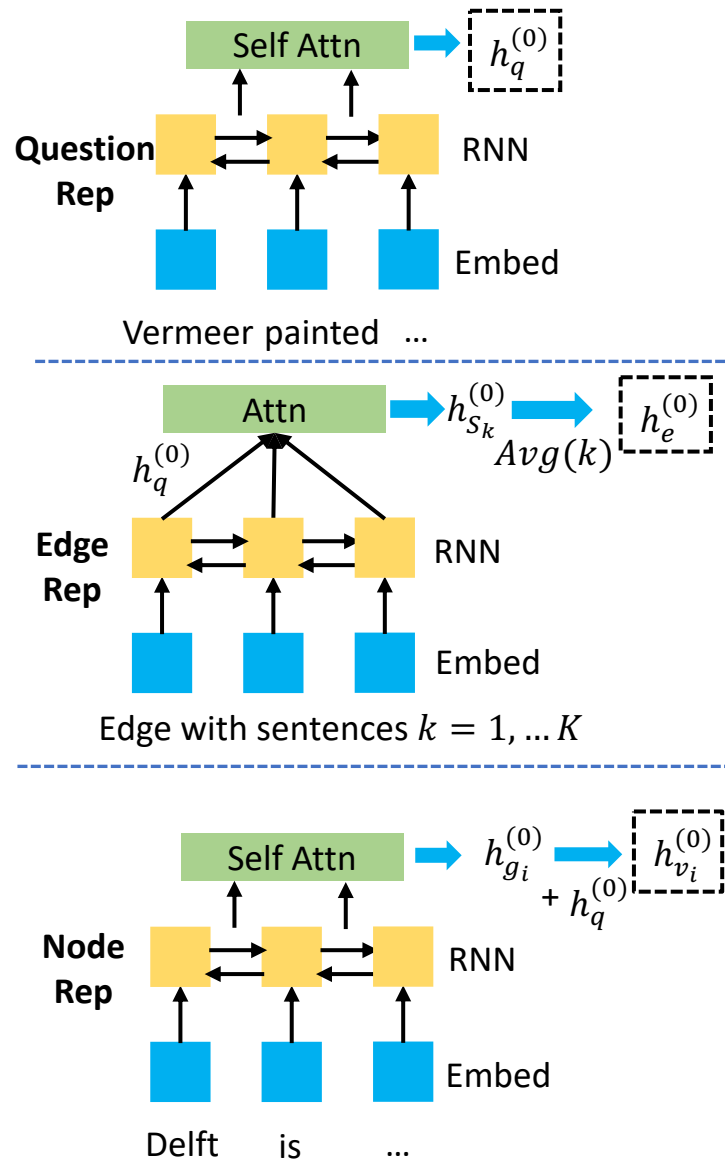 Self Attn
h_q^{(0)}
Question
Rep
RNN
Embed
Vermeer painted ...
Attn
h_{S_k}^{(0)}
Avg(k)
h_e^{(0)}
h_q^{(0)}
Edge
Rep
RNN
Embed
Edge with sentences k = 1, ... K
Self Attn
h_{g_i}^{(0)}
+ h_q^{(0)}
h_{v_i}^{(0)}
Node
Rep
RNN
Embed
Delft is ...